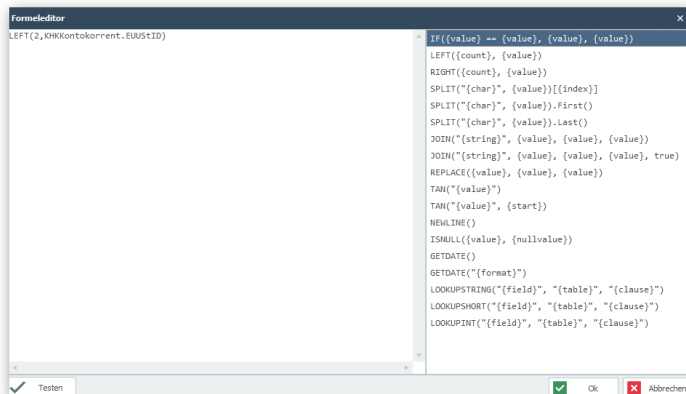 Formeleditor
LEFT(2,KHKKontokorrent.EUUStID)
IF({value} == {value}, {value}, {value})
LEFT({count}, {value})
RIGHT({count}, {value})
SPLIT("{char}", {value})[{index}]
SPLIT("{char}", {value}).First()
SPLIT("{char}", {value}).Last()
JOIN("{string}", {value}, {value}, {value})
JOIN("{string}", {value}, {value}, {value}, true)
REPLACE({value}, {value}, {value})
TAN("{value}")
TAN("{value}", {start})
NEWLINE()
ISNULL({value}, {nullvalue})
GETDATE()
GETDATE("{format}")
LOOKUPSTRING("{field}", "{table}", "{clause}")
LOOKUPSHORT("{field}", "{table}", "{clause}")
LOOKUPINT("{field}", "{table}", "{clause}")
Testen
Ok
Abbrechen